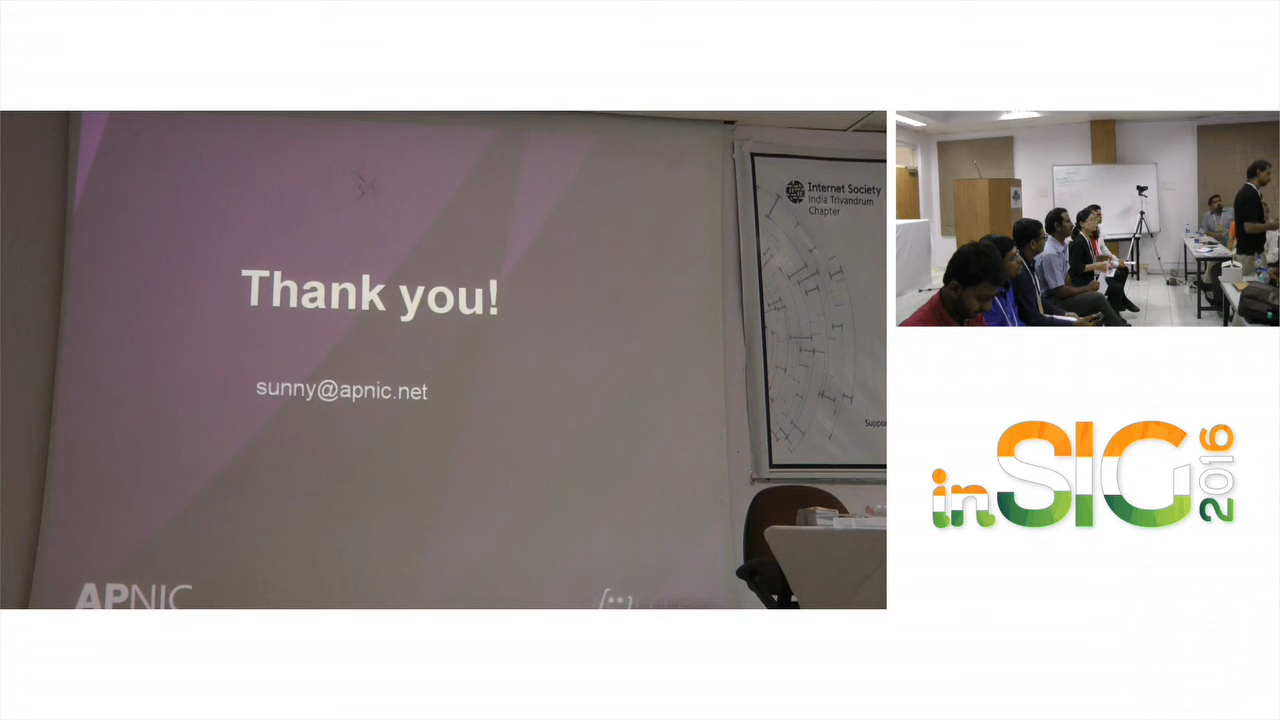 Thank you!
sunny@apnic.net
APNIC
Internet Society
India Trivandrum
Chapter
inSIG 2016